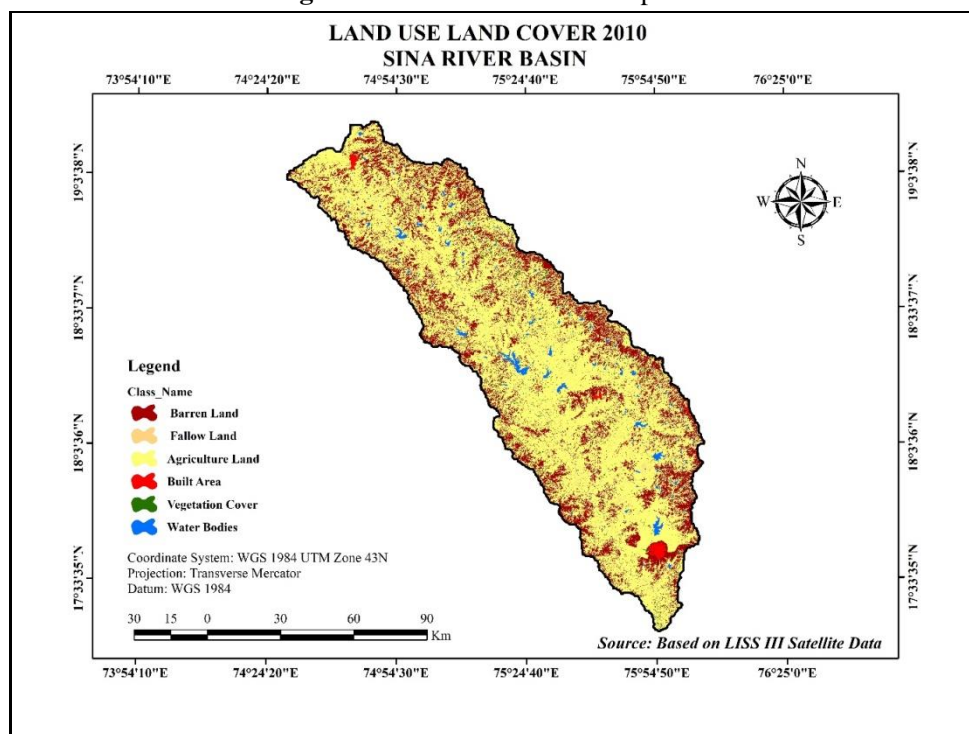 LAND USE LAND COVER 2010
SINA RIVER BASIN
73°54'10"E 74°24'20"E 74°54'30"E 75°24'40"E 75°54'50"E 76°25'0"E
19°3'38"N 19°3'38"N
N
W E
S
18°33'37"N 18°33'37"N
Legend
Class_Name
Barren Land
Fallow Land
Agriculture Land
Built Area
Vegetation Cover
Water Bodies
18°3'36"N 18°3'36"N
Coordinate System: WGS 1984 UTM Zone 43N
Projection: Transverse Mercator
Datum: WGS 1984
17°33'35"N 17°33'35"N
30 15 0 30 60 90
Km
Source: Based on LISS III Satellite Data
73°54'10"E 74°24'20"E 74°54'30"E 75°24'40"E 75°54'50"E 76°25'0"E